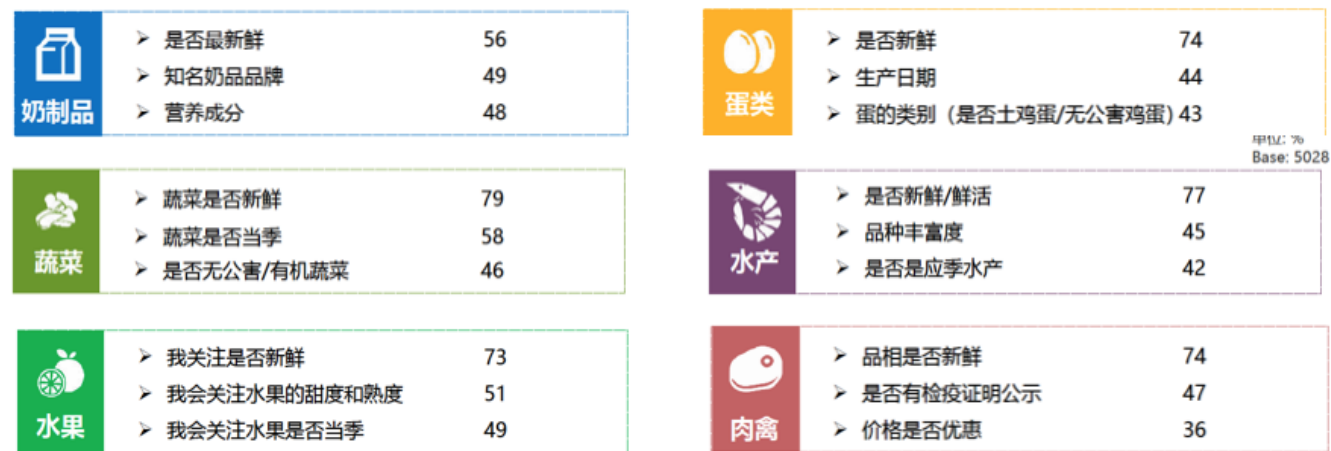 奶制品
是否最新鲜 56
知名奶品品牌 49
营养成分 48
蛋类
是否新鲜 74
生产日期 44
蛋的类别（是否土鸡蛋/无公害鸡蛋）43
单位: %
Base: 5028
蔬菜
蔬菜是否新鲜 79
蔬菜是否当季 58
是否无公害/有机蔬菜 46
水产
是否新鲜/鲜活 77
品种丰富度 45
是否是应季水产 42
水果
我关注是否新鲜 73
我会关注水果的甜度和熟度 51
我会关注水果是否当季 49
肉禽
品相是否新鲜 74
是否有检疫证明公示 47
价格是否优惠 36